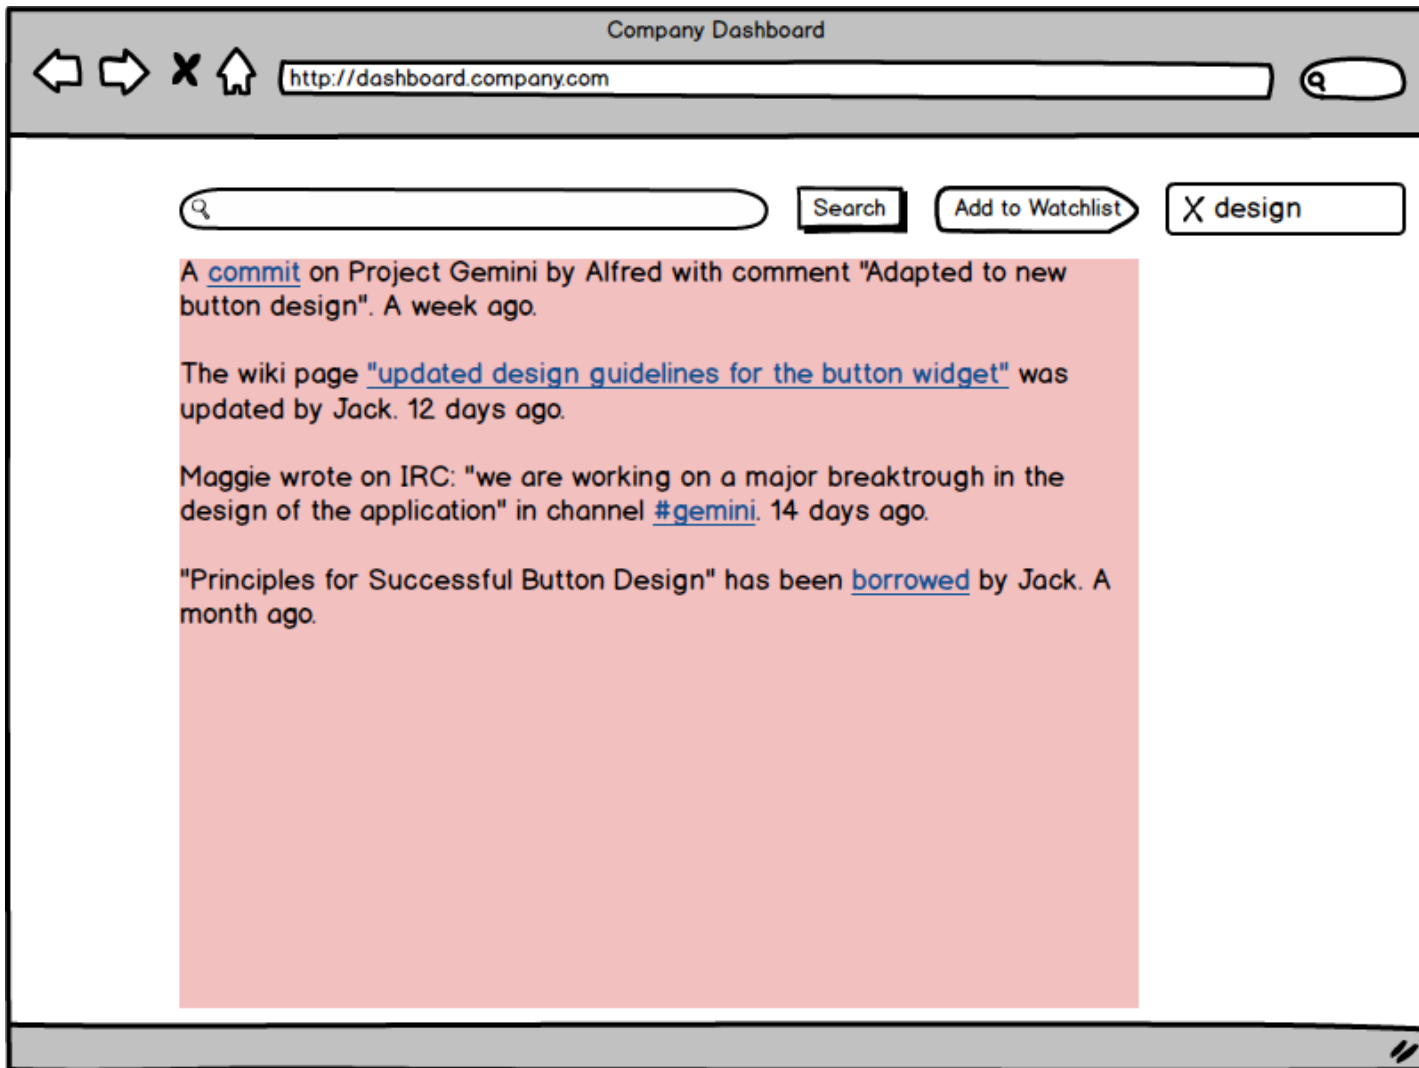 Company Dashboard
http://dashboard.company.com
Search
Add to Watchlist
X design
A commit on Project Gemini by Alfred with comment "Adapted to new
button design". A week ago.
The wiki page "updated design guidelines for the button widget" was
updated by Jack. 12 days ago.
Maggie wrote on IRC: "we are working on a major breaktrough in the
design of the application" in channel #gemini. 14 days ago.
"Principles for Successful Button Design" has been borrowed by Jack. A
month ago.